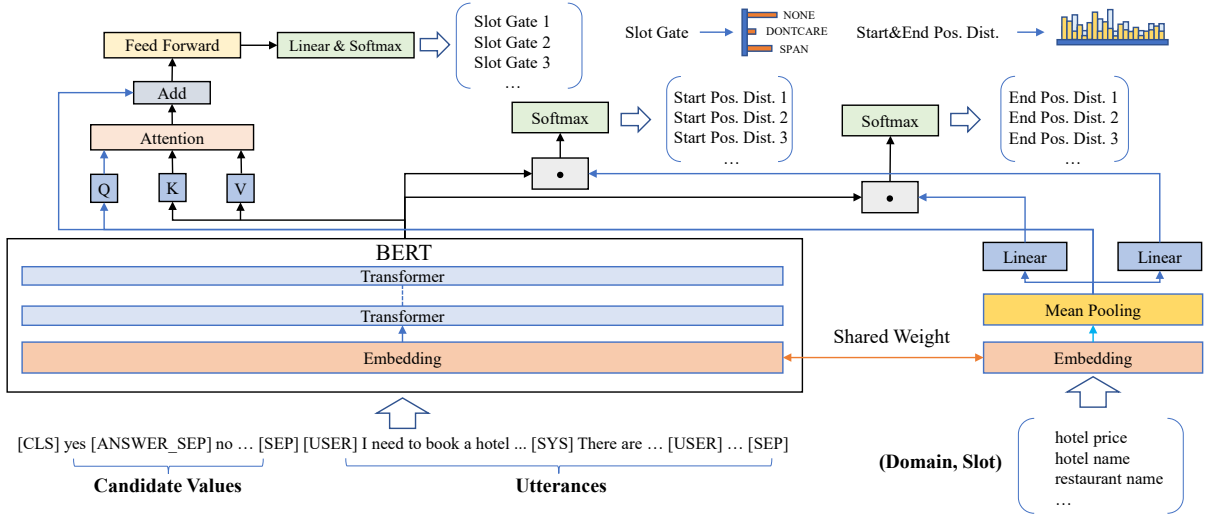 Feed Forward
Linear & Softmax
Slot Gate 1
Slot Gate 2
Slot Gate 3
…
Slot Gate
NONE
DONTCARE
SPAN
Start&End Pos. Dist.
Add
Attention
Q
K
V
Softmax
Start Pos. Dist. 1
Start Pos. Dist. 2
Start Pos. Dist. 3
…
Softmax
End Pos. Dist. 1
End Pos. Dist. 2
End Pos. Dist. 3
…
BERT
Transformer
Transformer
Embedding
Linear
Linear
Mean Pooling
Shared Weight
Embedding
[CLS] yes [ANSWER_SEP] no … [SEP] [USER] I need to book a hotel ... [SYS] There are … [USER] … [SEP]
Candidate Values
Utterances
(Domain, Slot)
hotel price
hotel name
restaurant name
…